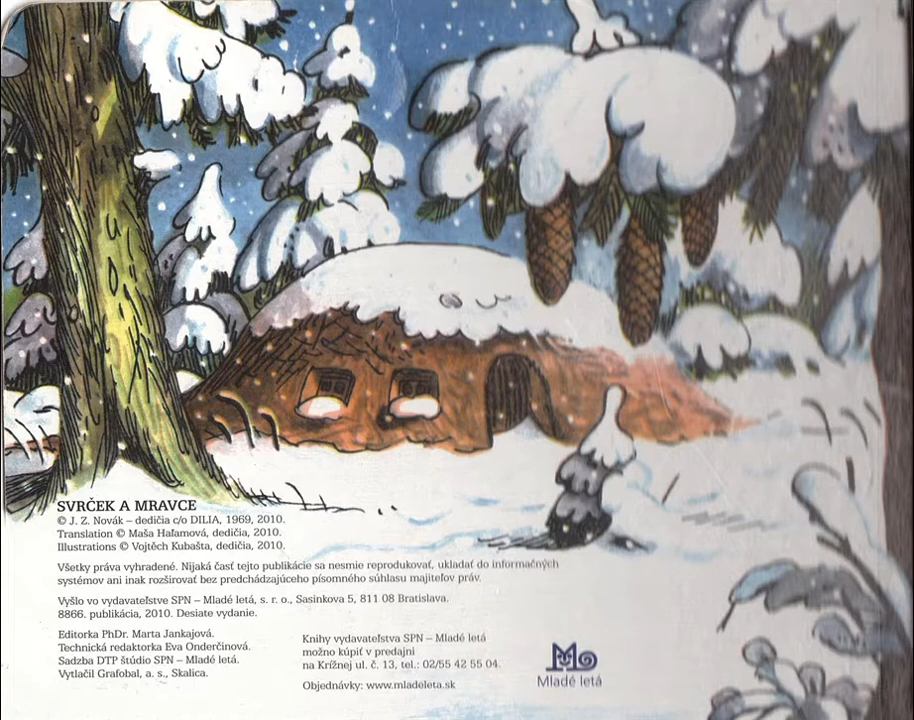 SVRČEK A MRAVCE
© J. Z. Novák – dedičia c/o DILIA, 1969, 2010.
Translation © Maša Haľamová, dedičia, 2010.
Illustrations © Vojtěch Kubašta, dedičia, 2010.
Všetky práva vyhradené. Nijaká časť tejto publikácie sa nesmie reprodukovať, ukladať do informačných
systémov ani inak rozširovať bez predchádzajúceho písomného súhlasu majiteľov práv.
Vyšlo vo vydavateľstve SPN – Mladé letá, s. r. o., Sasinkova 5, 811 08 Bratislava.
8866. publikácia, 2010. Desiate vydanie.
Editorka PhDr. Marta Jankajová.
Technická redaktorka Eva Onderčinová.
Sadzba DTP štúdio SPN – Mladé letá.
Vytlačil Grafobal, a. s., Skalica.
Knihy vydavateľstva SPN – Mladé letá
možno kúpiť v predajni
na Krížnej ul. č. 13, tel.: 02/55 42 55 04.
Objednávky: www.mladeleta.sk
Mladé letá